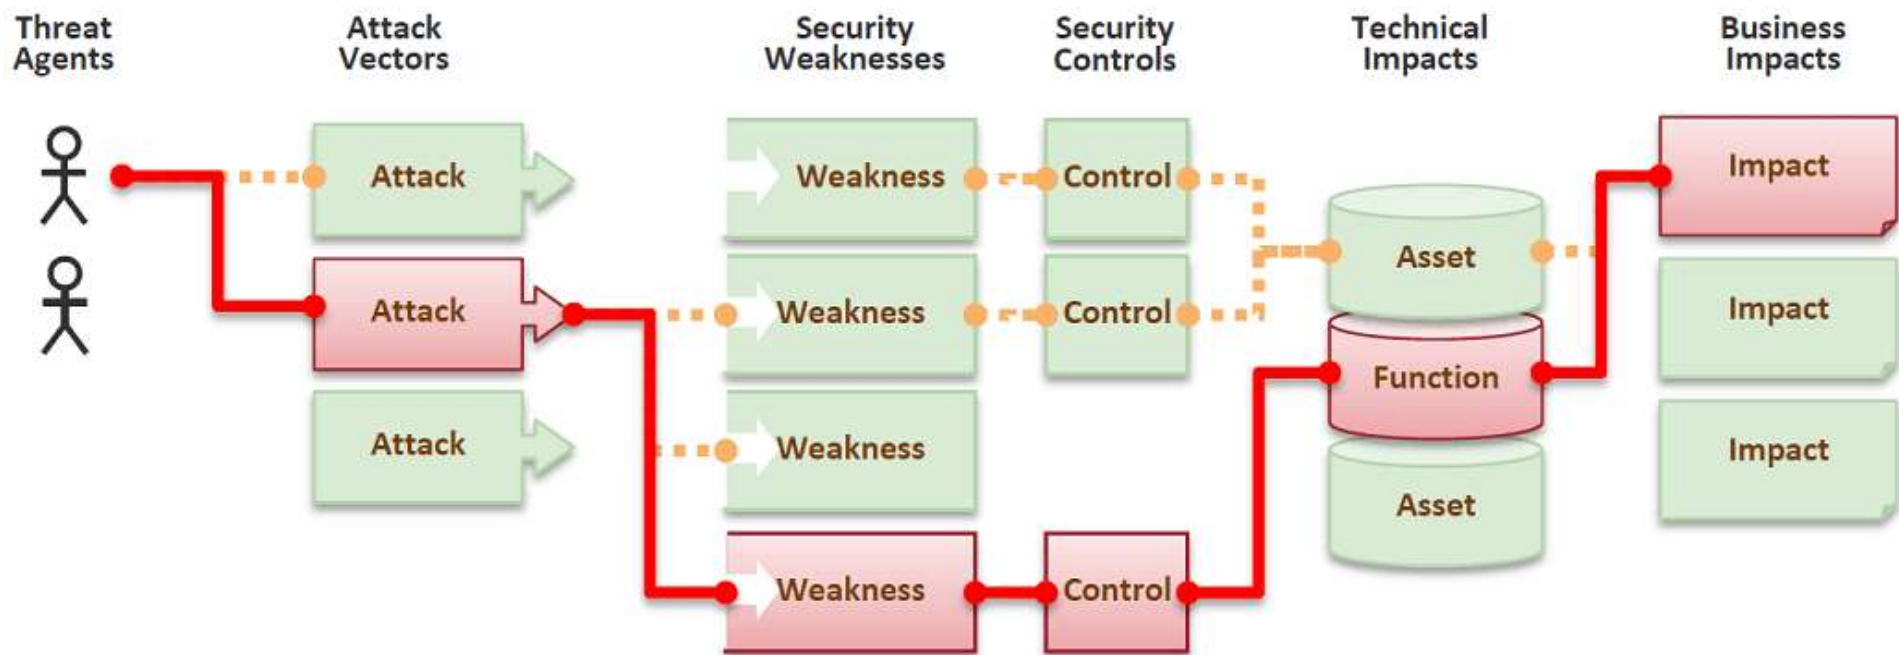 Threat
Agents
Attack
Vectors
Security
Weaknesses
Security
Controls
Technical
Impacts
Business
Impacts
Attack
Attack
Attack
Weakness
Weakness
Weakness
Weakness
Control
Control
Control
Asset
Function
Asset
Impact
Impact
Impact